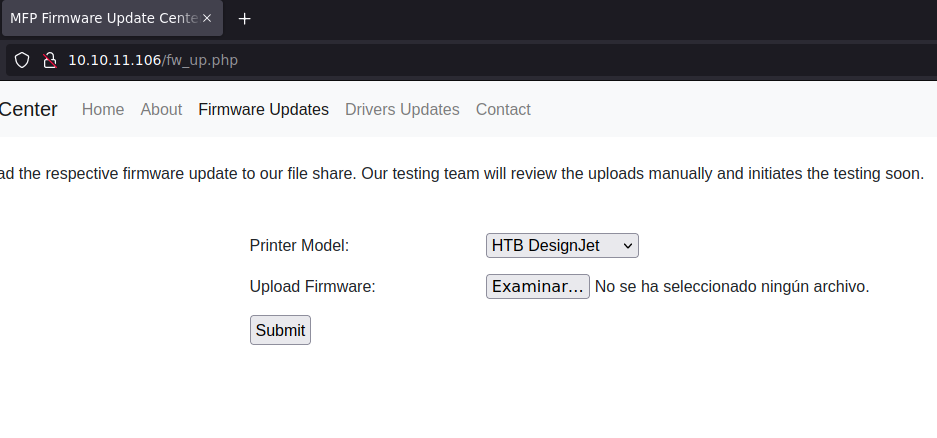 MFP Firmware Update Cente
10.10.11.106/fw_up.php
Center Home About Firmware Updates Drivers Updates Contact
ad the respective firmware update to our file share. Our testing team will review the uploads manually and initiates the testing soon.
Printer Model: HTB DesignJet
Upload Firmware: Examinar... No se ha seleccionado ningún archivo.
Submit